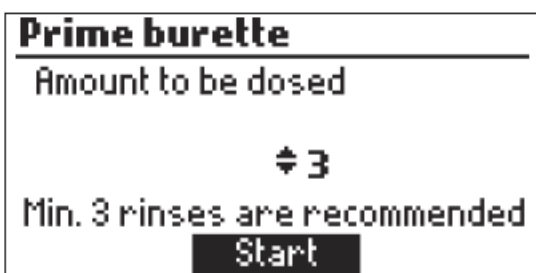 Prime burette
Amount to be dosed
3
Min. 3 rinses are recommended
Start